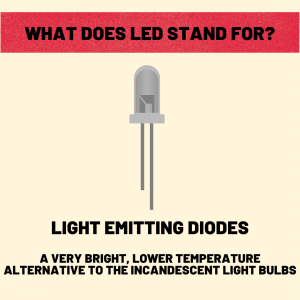 WHAT DOES LED STAND FOR?
LIGHT EMITTING DIODES
A VERY BRIGHT, LOWER TEMPERATURE
ALTERNATIVE TO THE INCANDESCENT LIGHT BULBS